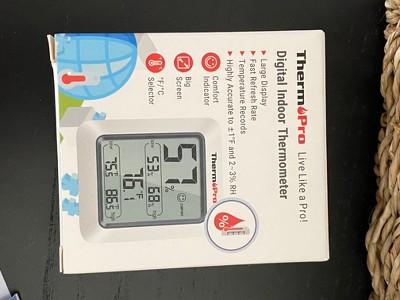 ThermoPro Live Like a Pro!
Digital Indoor Thermometer
Large Display
Fast Refresh Rate
Temperature Records
Highly Accurate to ±1°F and 2~3% RH
Comfort
Indicator
Big
Screen
°F/°C
Selector
ThermoPro
57%
53% 68%
76.1°F
75.5 86.5
%